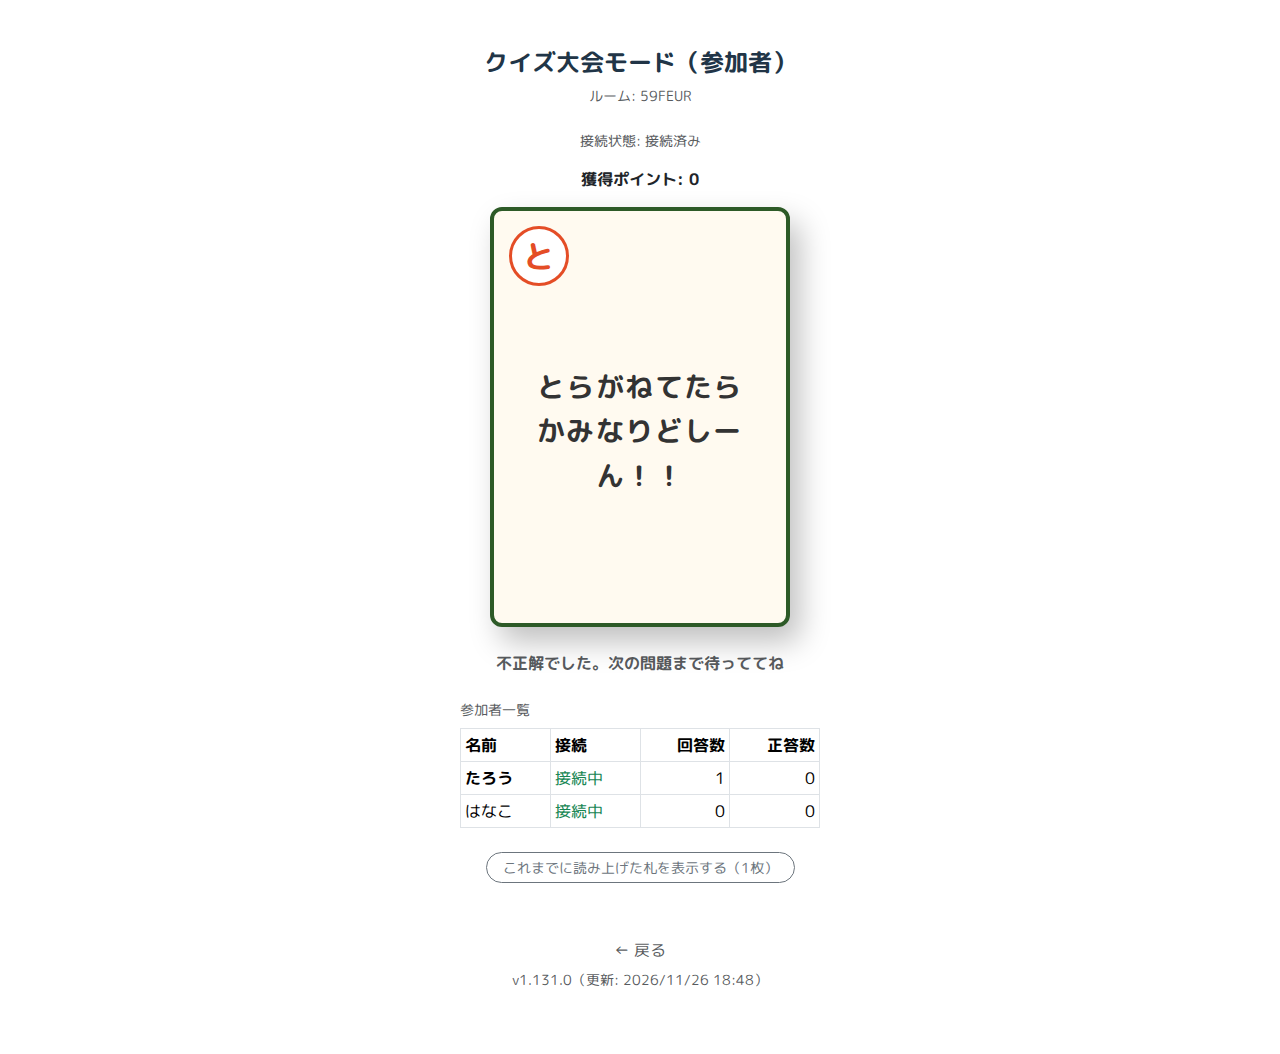 クイズ大会モード（参加者）
ルーム: 59FEUR
接続状態: 接続済み
獲得ポイント: 0
と
とらがねてたら
かみなりどしー
ん！！
不正解でした。次の問題まで待っててね
参加者一覧
名前 接続 回答数 正答数
たろう 接続中 1 0
はなこ 接続中 0 0
これまでに読み上げた札を表示する（1枚）
← 戻る
v1.131.0（更新: 2026/11/26 18:48）